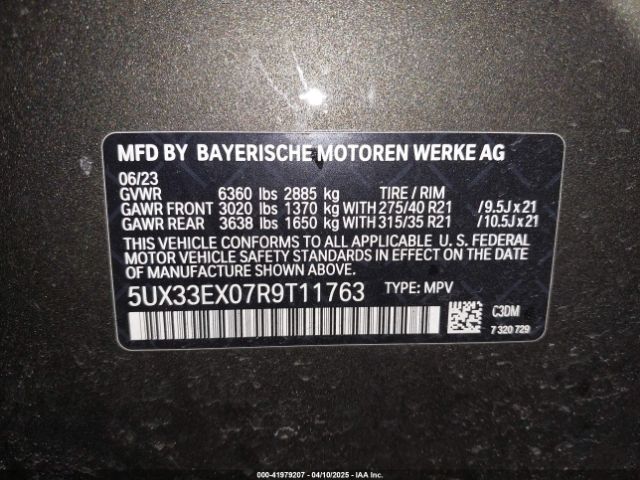 MFD BY BAYERISCHE MOTOREN WERKE AG
06/23
GVWR 6360 lbs 2885 kg TIRE / RIM
GAWR FRONT 3020 lbs 1370 kg WITH 275/40 R21 /9.5J x 21
GAWR REAR 3638 lbs 1650 kg WITH 315/35 R21 /10.5J x 21
THIS VEHICLE CONFORMS TO ALL APPLICABLE U. S. FEDERAL
MOTOR VEHICLE SAFETY STANDARDS IN EFFECT ON THE
DATE OF MANUFACTURE SHOWN ABOVE.
5UX33EX07R9T11763 TYPE: MPV
C3DM
7 320 729
000-41979207 - 04/10/2025 - IAA Inc.